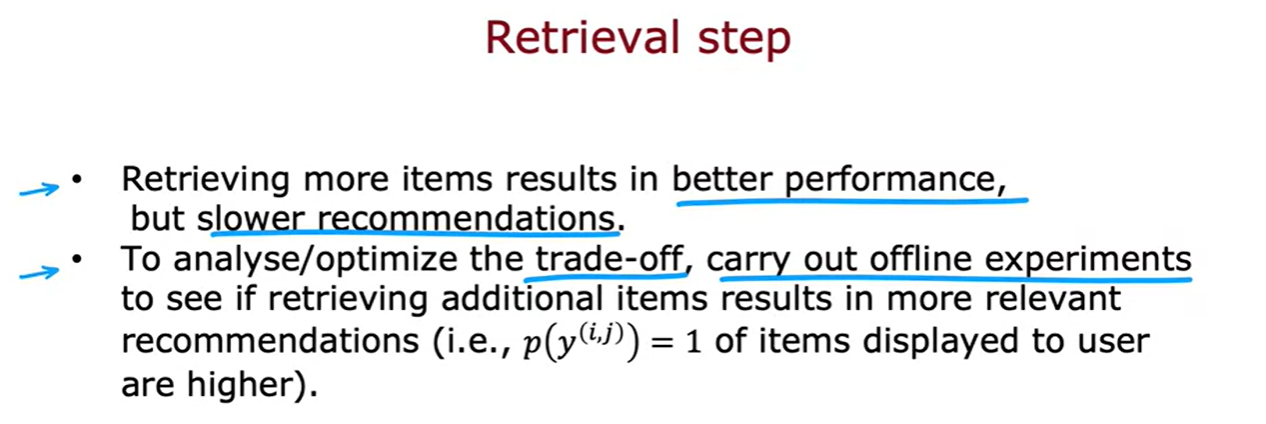 Retrieval step
• Retrieving more items results in better performance,
but slower recommendations.
• To analyse/optimize the trade-off, carry out offline experiments
to see if retrieving additional items results in more relevant
recommendations (i.e., p(y^(i,j)) = 1 of items displayed to user
are higher).